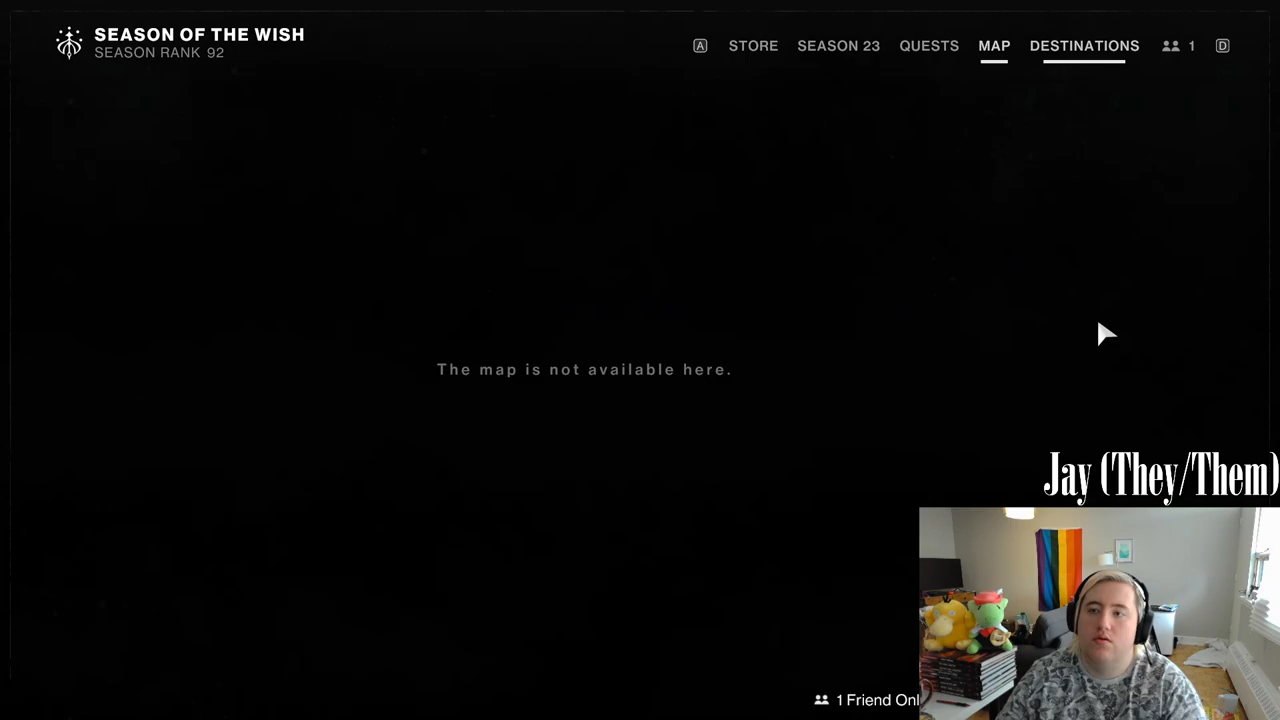 SEASON OF THE WISH
SEASON RANK 92
A STORE SEASON 23 QUESTS MAP DESTINATIONS 1 D
The map is not available here.
Jay (They/Them)
1 Friend Onl